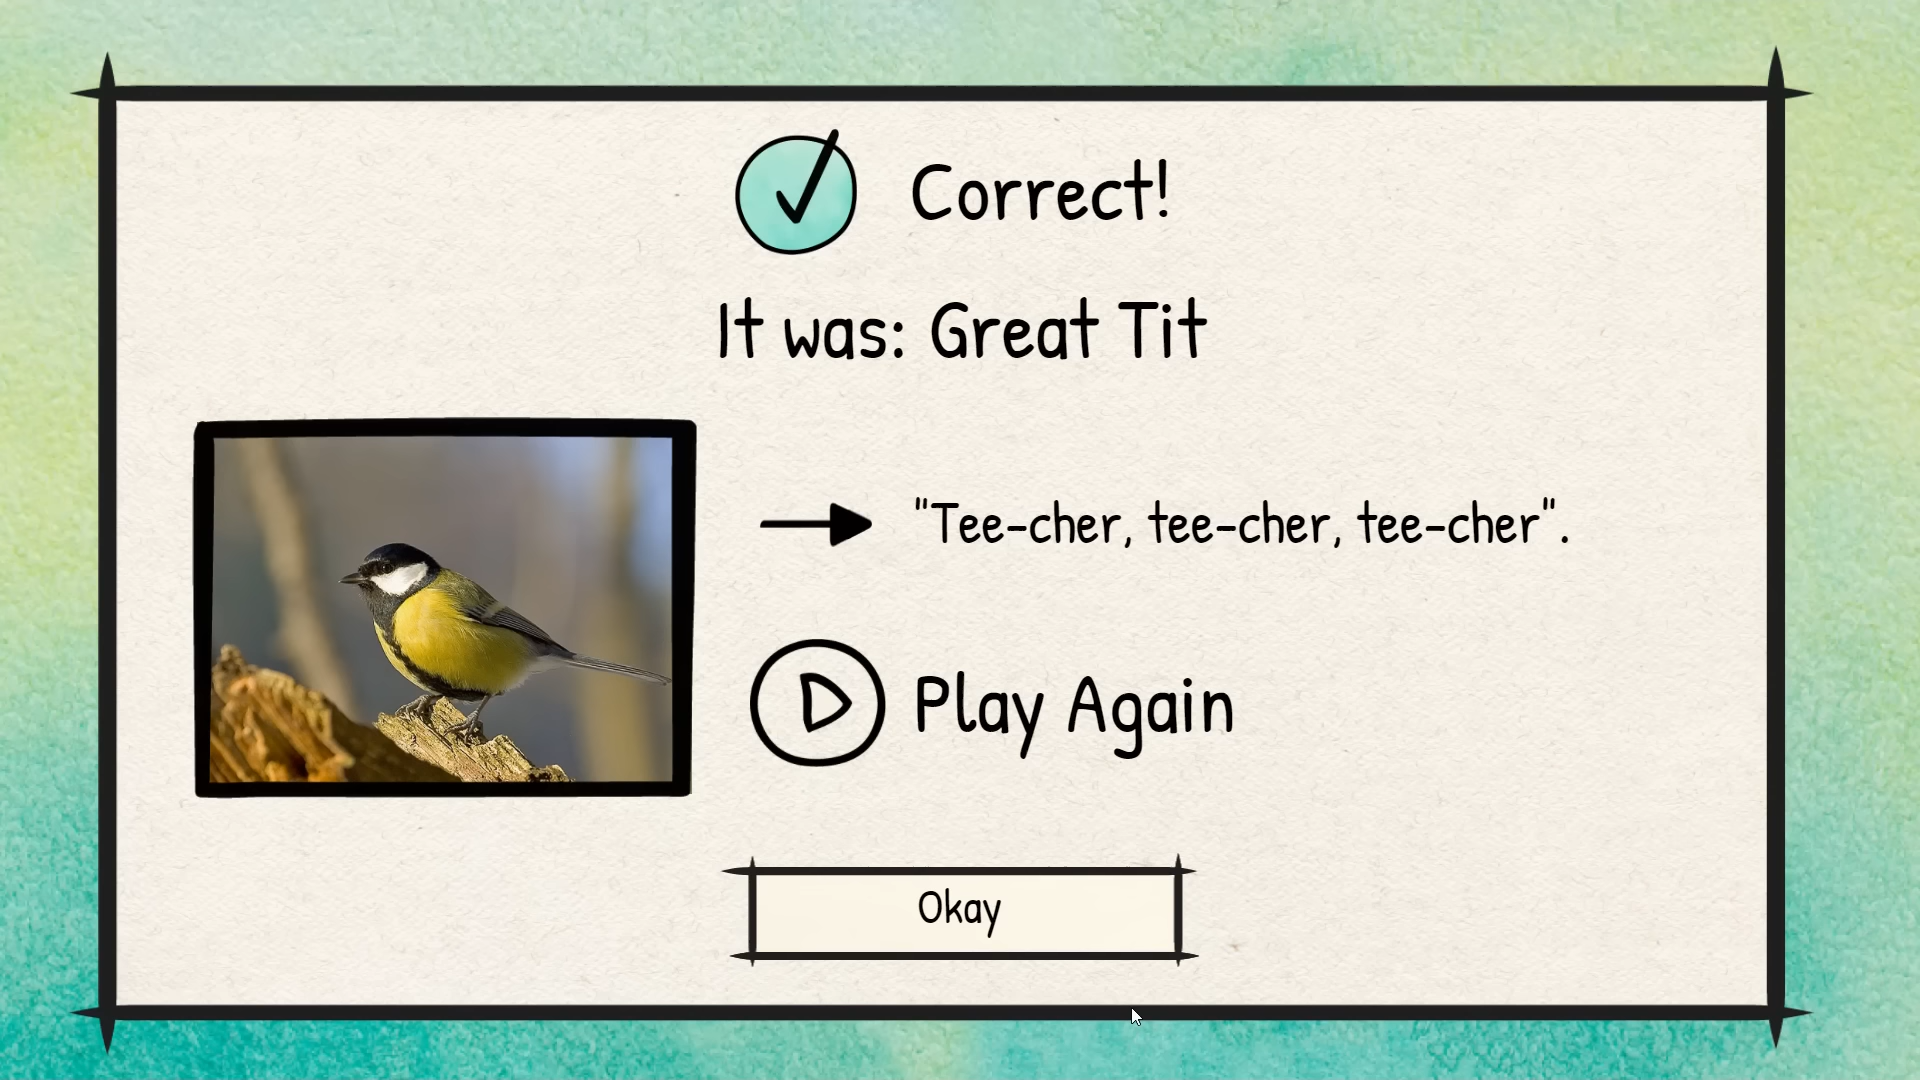 Correct!
It was: Great Tit
"Tee-cher, tee-cher, tee-cher".
Play Again
Okay